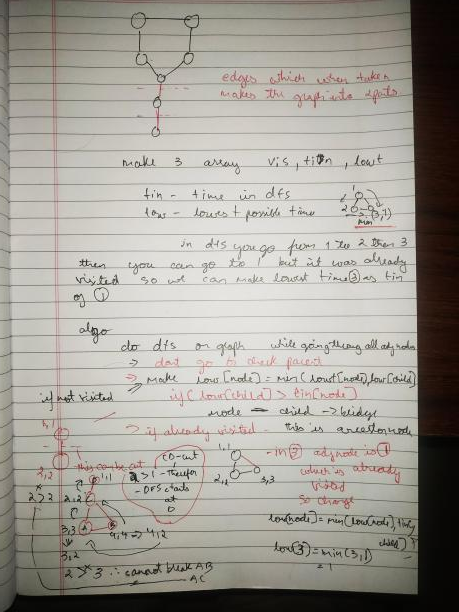 edges which when taken
makes the graph into 2 parts.
make 3 array vis, tin, lowt
tin - time in dfs
low - lowest possible time
1
2 (3,1)
min
in dfs you go from 1 to 2 then 3
then you can go to 1 but it was already
visited so we can make lowest time(3) as tin
of (1)
algo
do dfs on graph while going through all adj nodes
→ dont go to check parent
→ make low[node] = min(lowt[node], low[child])
if not visited if (low[child] > tin[node])
node — child → bridge
→ if already visited - this is ancestor node
1,1
2,2 this can be cut
2 > 2
1,1
2,2
3,3
3,2
A B
4,4 → 4,2
CD - cut
2 > 1 - therefor
- DFS starts
at
D
1,1
2,2 3,3
- in (3) adj node is (1)
which is already
visited
so change
low(node) = min(low(node), tin(
child))
low(3) = min(3,1)
= 1
2 > 3 ∴ cannot break AB
AC